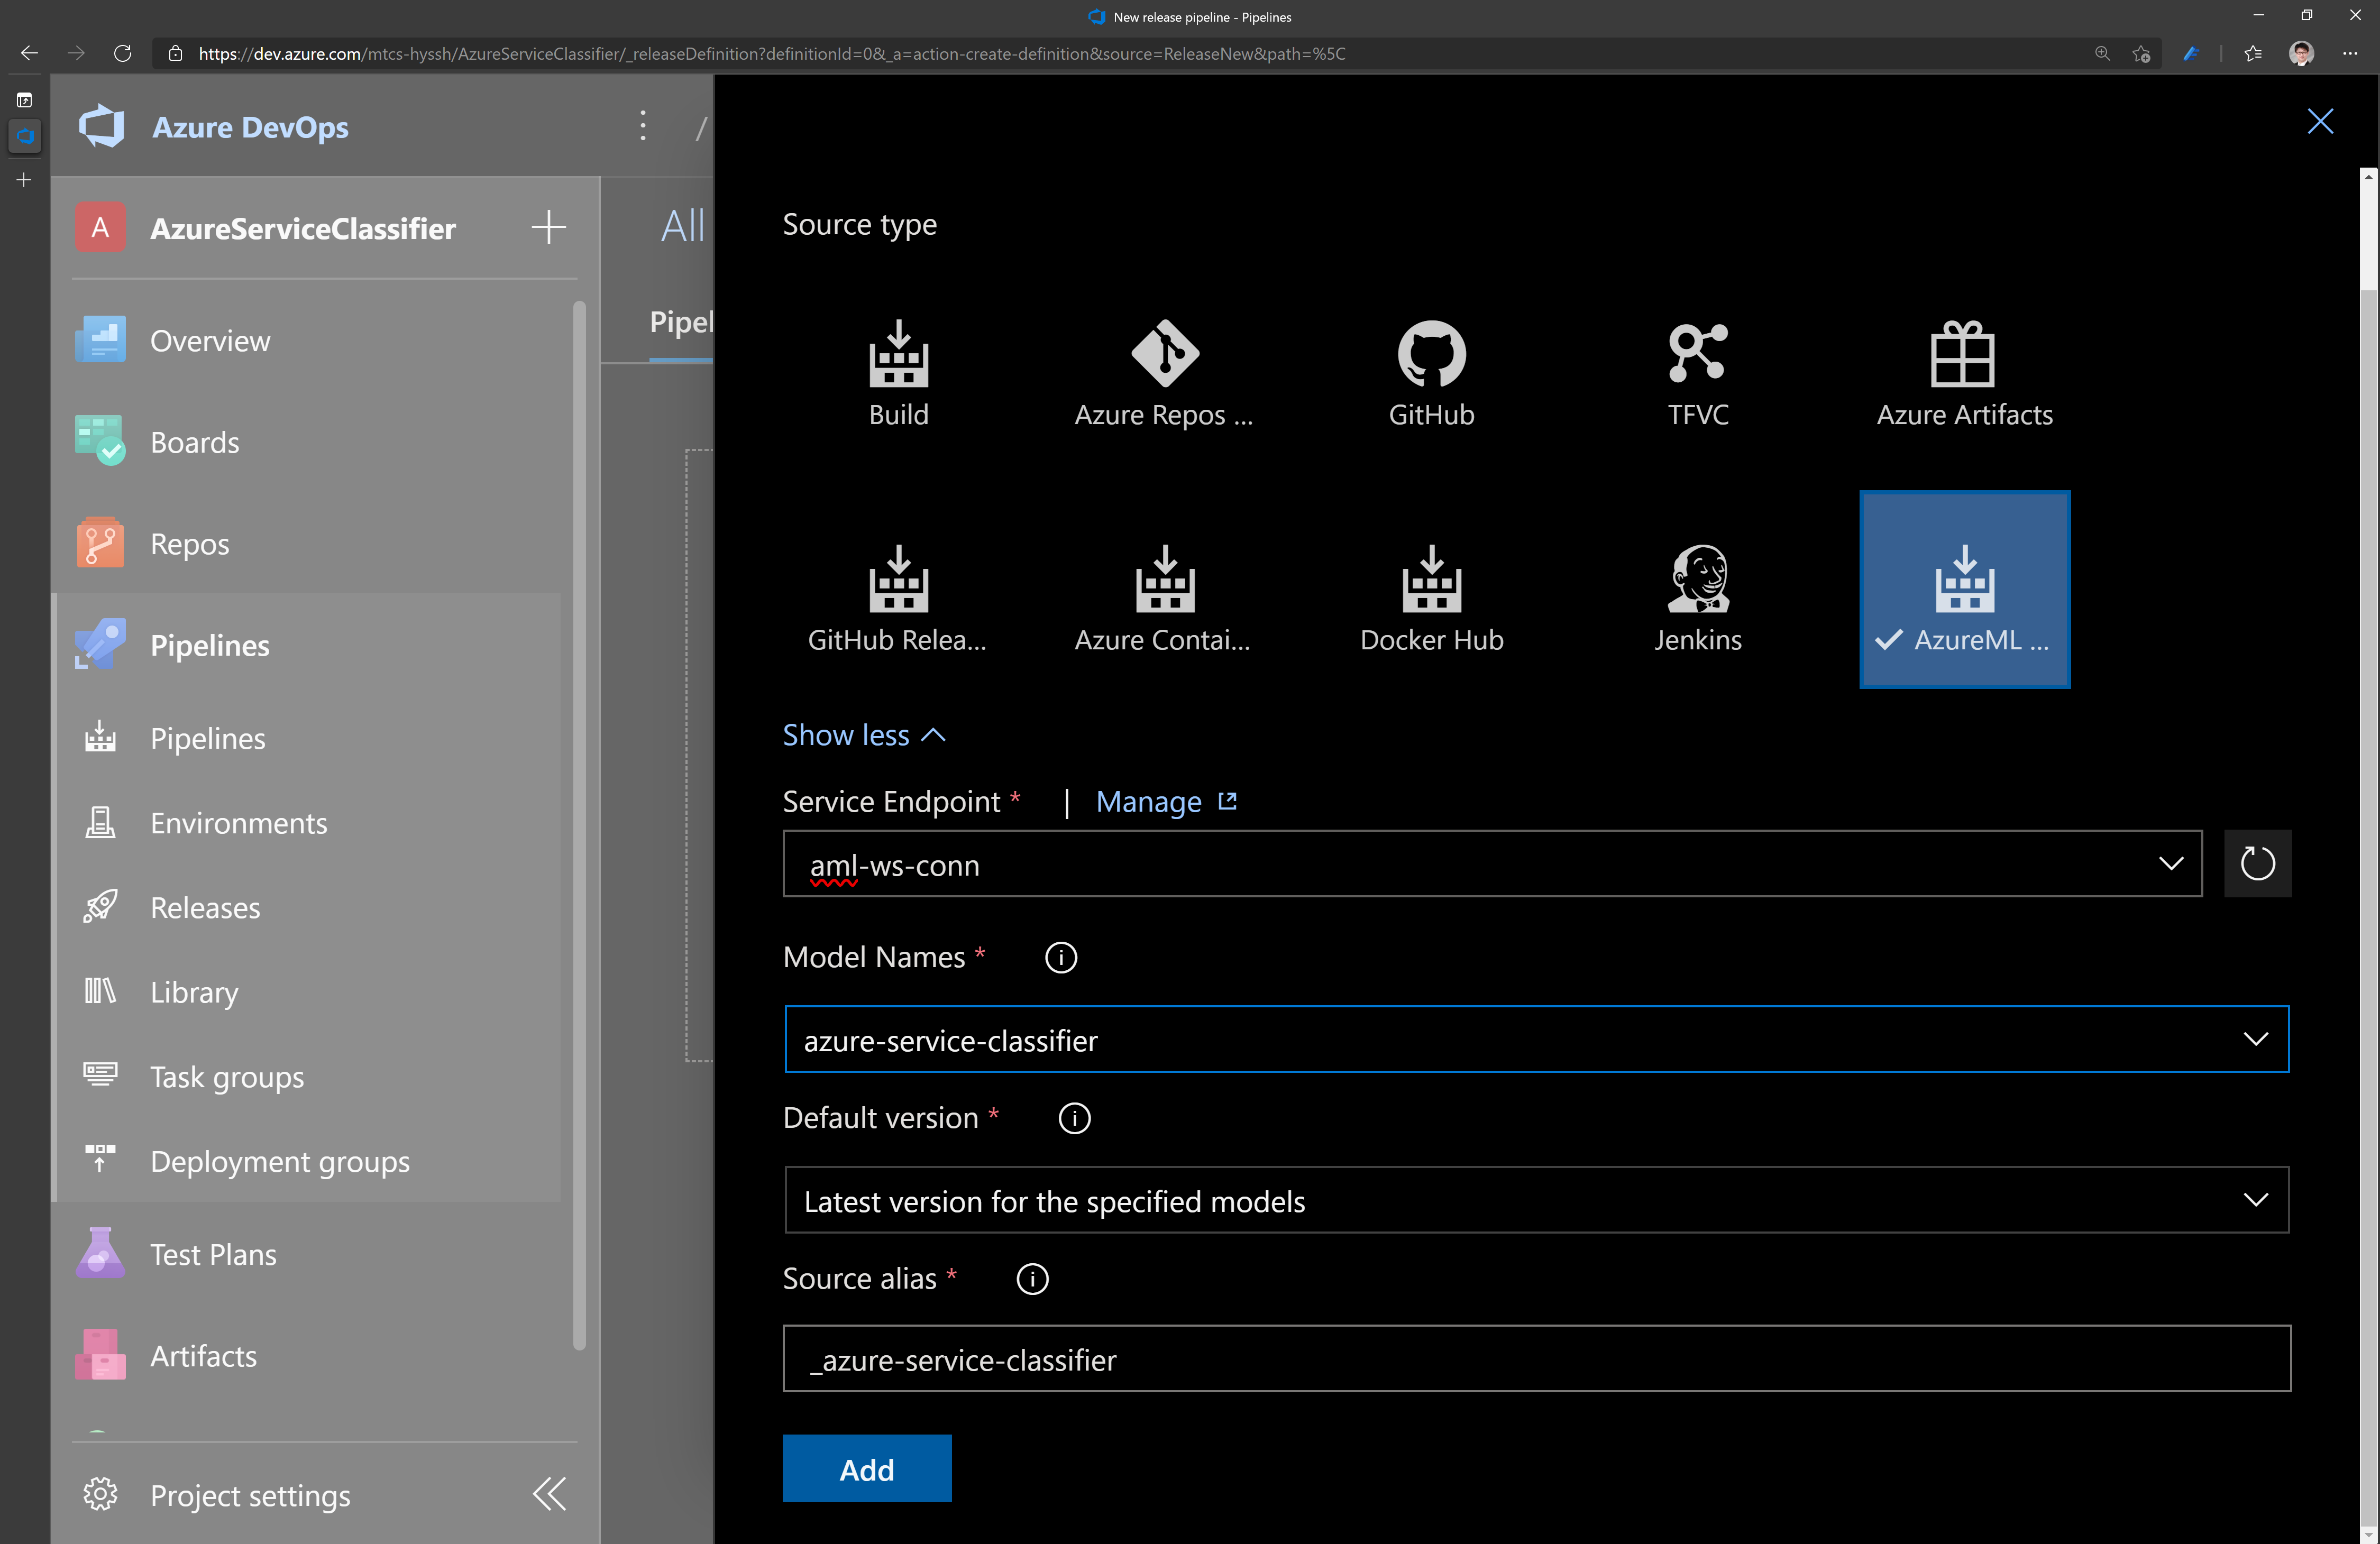 New release pipeline - Pipelines
https://dev.azure.com/mtcs-hyssh/AzureServiceClassifier/_releaseDefinition?definitionId=0&_a=action-create-definition&source=ReleaseNew&path=%5C
Azure DevOps
/
A
AzureServiceClassifier
Overview
Boards
Repos
Pipelines
Pipelines
Environments
Releases
Library
Task groups
Deployment groups
Test Plans
Artifacts
Project settings
All
Pipel
Source type
Build
Azure Repos ...
GitHub
TFVC
Azure Artifacts
GitHub Relea...
Azure Contai...
Docker Hub
Jenkins
AzureML ...
Show less
Service Endpoint * | Manage
aml-ws-conn
Model Names *
azure-service-classifier
Default version *
Latest version for the specified models
Source alias *
_azure-service-classifier
Add